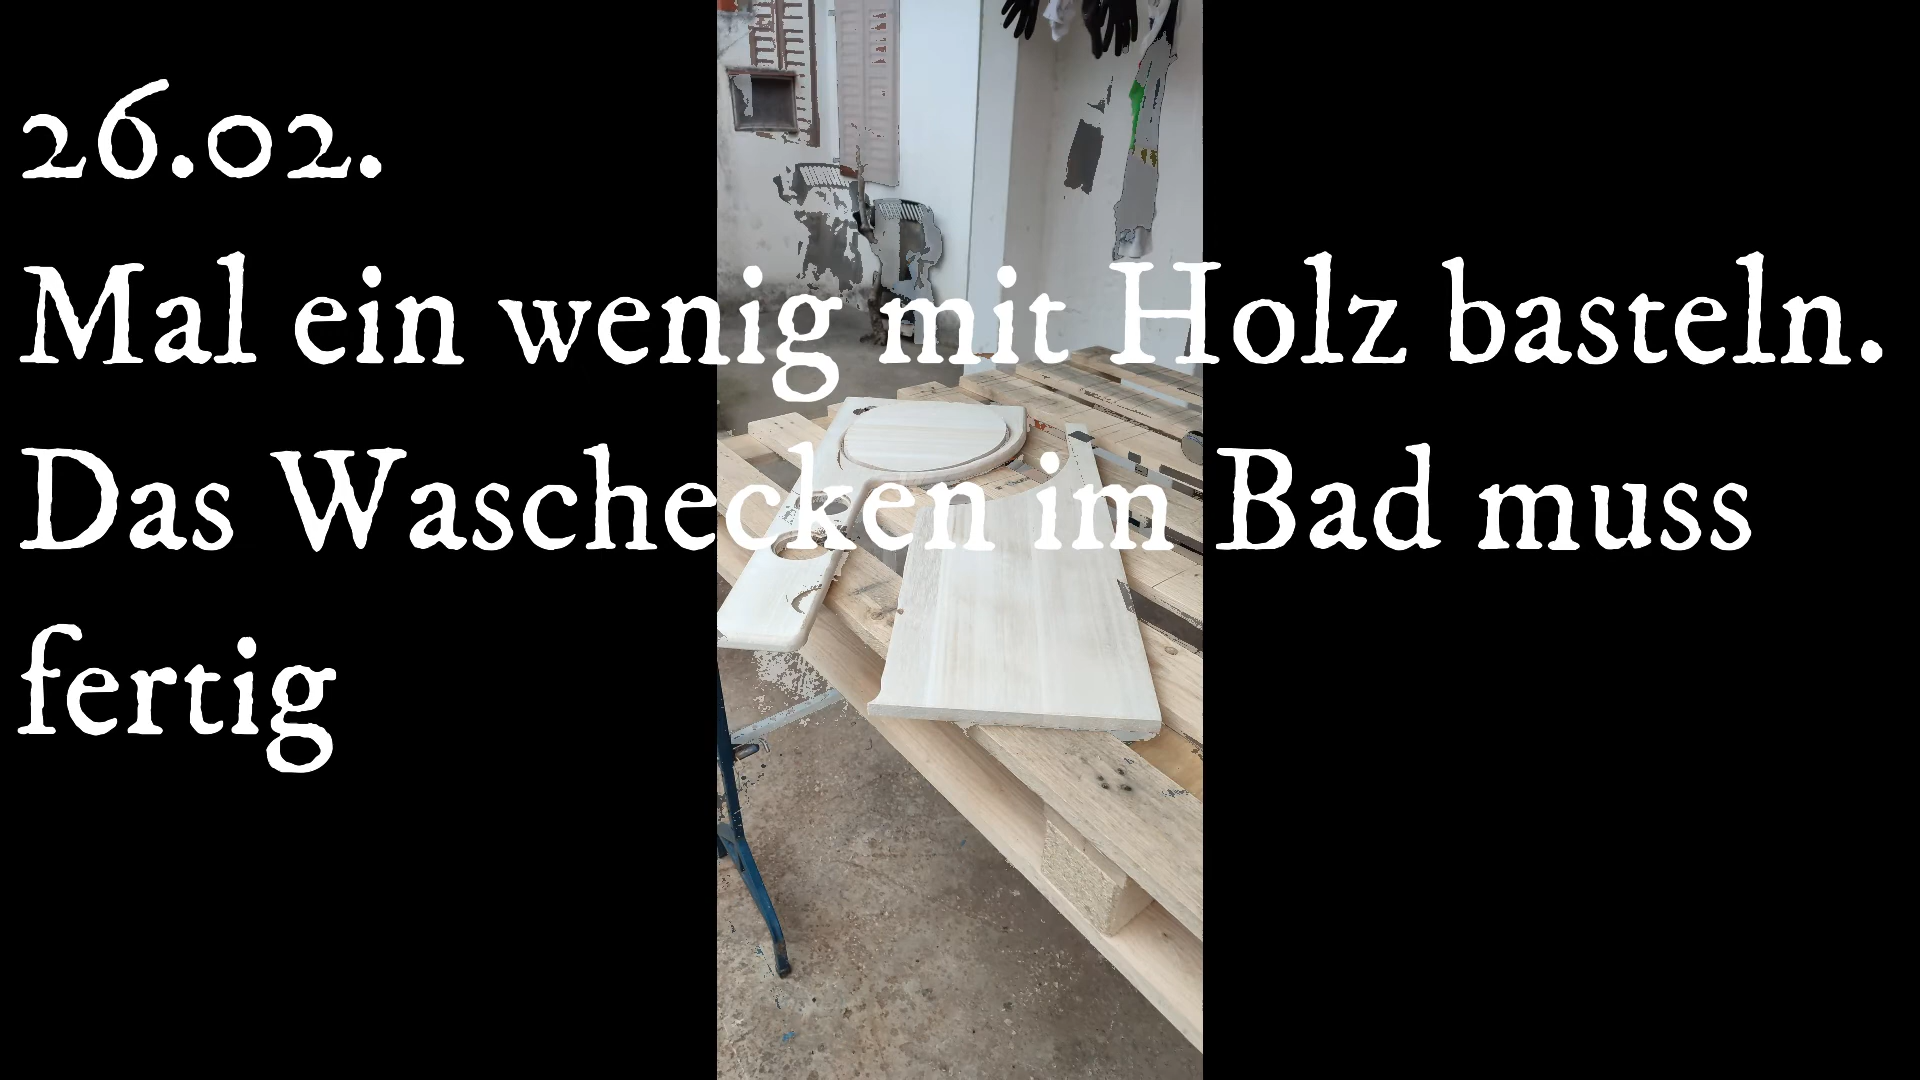 26.02.
Mal ein wenig mit Holz basteln.
Das Waschecken im Bad muss
fertig